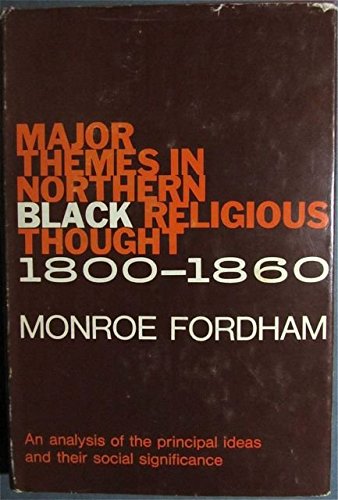 MAJOR
THEMES IN
NORTHERN
BLACK RELIGIOUS
THOUGHT
1800-1860
MONROE FORDHAM
An analysis of the principal ideas
and their social significance